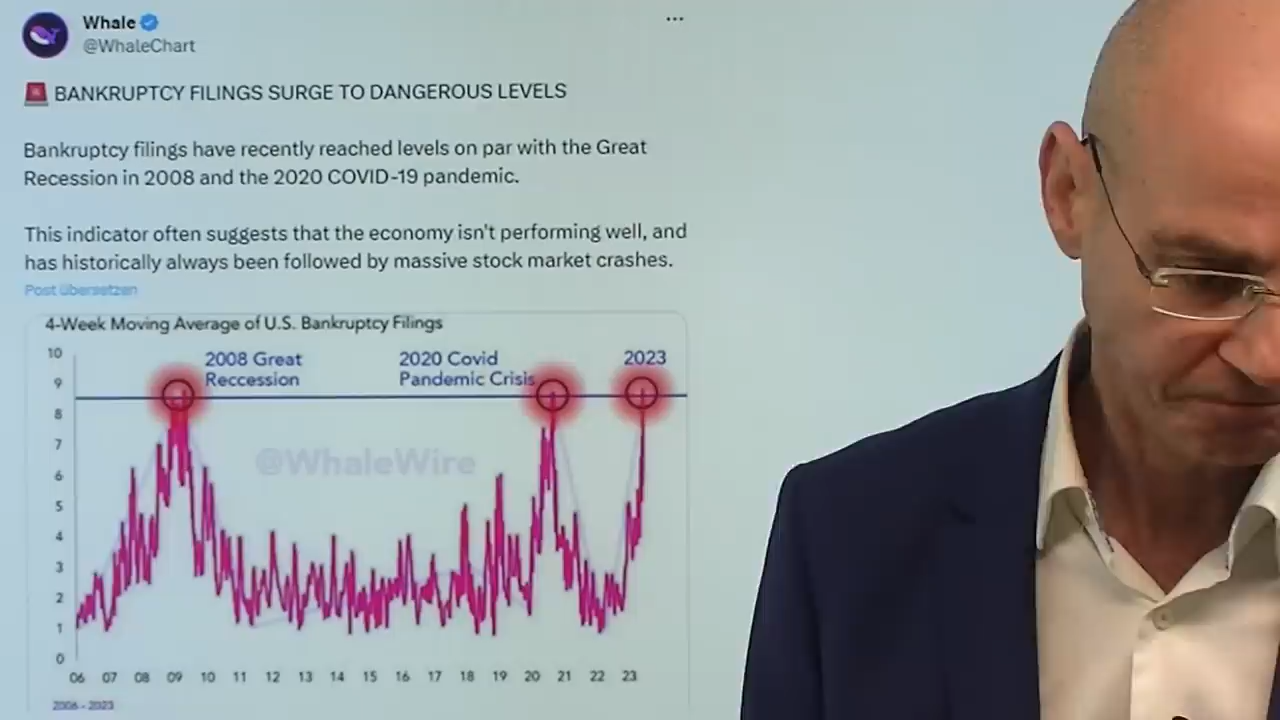 Whale
@WhaleChart
...
🚨 BANKRUPTCY FILINGS SURGE TO DANGEROUS LEVELS
Bankruptcy filings have recently reached levels on par with the Great
Recession in 2008 and the 2020 COVID-19 pandemic.
This indicator often suggests that the economy isn't performing well, and
has historically always been followed by massive stock market crashes.
Post übersetzen
4-Week Moving Average of U.S. Bankruptcy Filings
2008 Great
Reccession
2020 Covid
Pandemic Crisis
2023
@WhaleWire
10
9
8
7
6
5
4
3
2
1
0
06 07 08 09 10 11 12 13 14 15 16 17 18 19 20 21 22 23
2006 - 2023